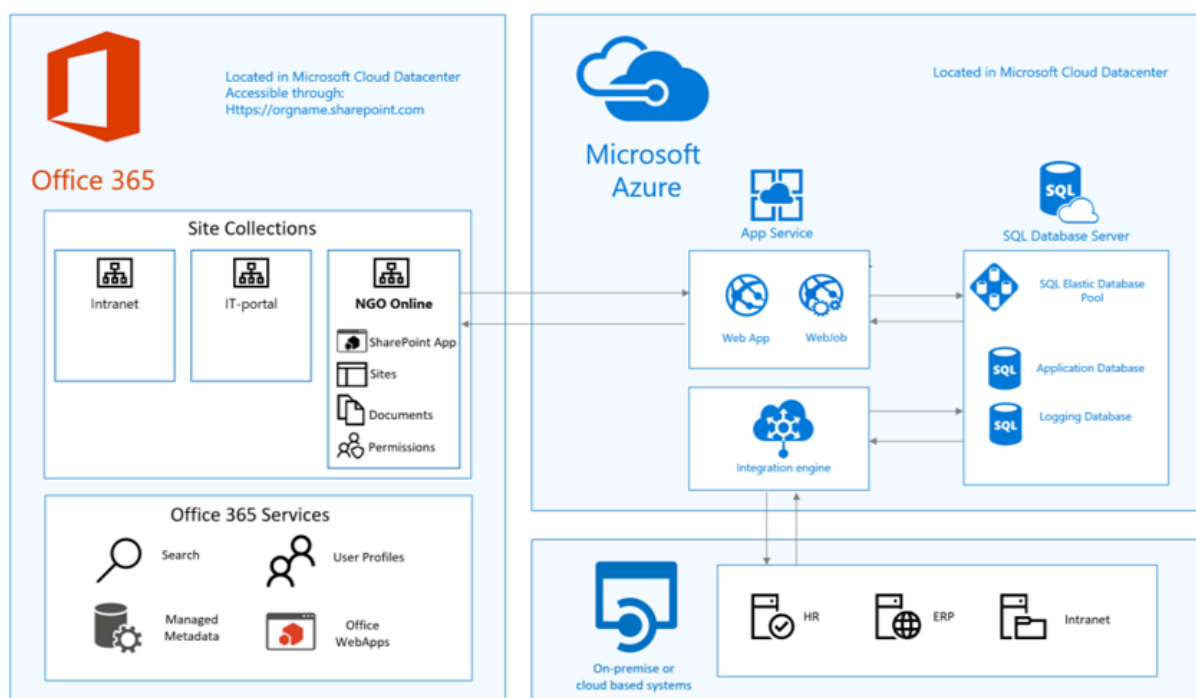 Located in Microsoft Cloud Datacenter
Accessible through:
Https://orgname.sharepoint.com
Office 365
Site Collections
Intranet
IT-portal
NGO Online
SharePoint App
Sites
Documents
Permissions
Office 365 Services
Search
User Profiles
Managed
Metadata
Office
WebApps
Located in Microsoft Cloud Datacenter
Microsoft
Azure
App Service
SQL
SQL Database Server
Web App
WebJob
SQL Elastic Database
Pool
SQL
Application Database
SQL
Logging Database
Integration engine
On-premise or
cloud based systems
HR
ERP
Intranet